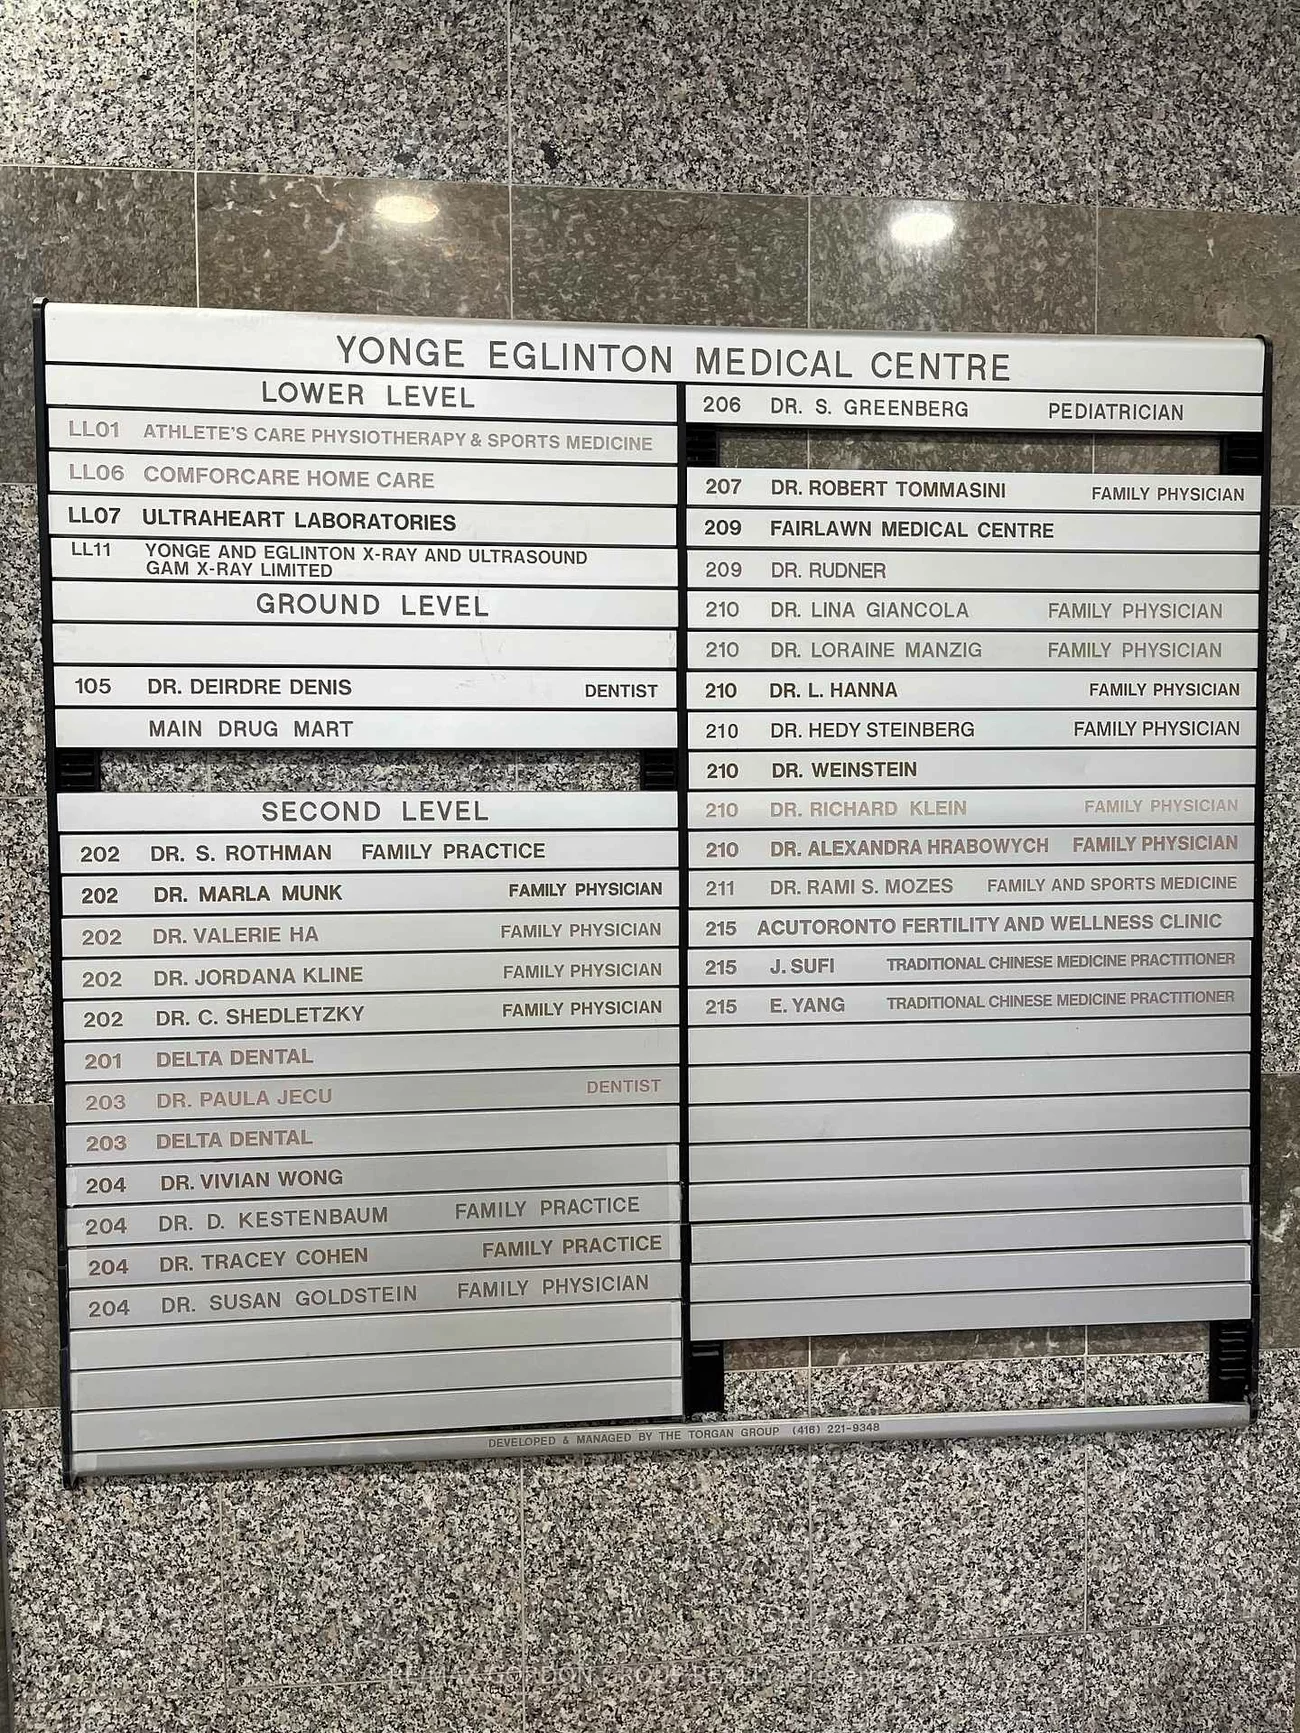 YONGE EGLINTON MEDICAL CENTRE
LOWER LEVEL
LL01 ATHLETE'S CARE PHYSIOTHERAPY & SPORTS MEDICINE
LL06 COMFORCARE HOME CARE
LL07 ULTRAHEART LABORATORIES
LL11 YONGE AND EGLINTON X-RAY AND ULTRASOUND
GAM X-RAY LIMITED
GROUND LEVEL
105 DR. DEIRDRE DENIS DENTIST
MAIN DRUG MART
SECOND LEVEL
202 DR. S. ROTHMAN FAMILY PRACTICE
202 DR. MARLA MUNK FAMILY PHYSICIAN
202 DR. VALERIE HA FAMILY PHYSICIAN
202 DR. JORDANA KLINE FAMILY PHYSICIAN
202 DR. C. SHEDLETZKY FAMILY PHYSICIAN
201 DELTA DENTAL
203 DR. PAULA JECU DENTIST
203 DELTA DENTAL
204 DR. VIVIAN WONG
204 DR. D. KESTENBAUM FAMILY PRACTICE
204 DR. TRACEY COHEN FAMILY PRACTICE
204 DR. SUSAN GOLDSTEIN FAMILY PHYSICIAN
206 DR. S. GREENBERG PEDIATRICIAN
207 DR. ROBERT TOMMASINI FAMILY PHYSICIAN
209 FAIRLAWN MEDICAL CENTRE
209 DR. RUDNER
210 DR. LINA GIANCOLA FAMILY PHYSICIAN
210 DR. LORAINE MANZIG FAMILY PHYSICIAN
210 DR. L. HANNA FAMILY PHYSICIAN
210 DR. HEDY STEINBERG FAMILY PHYSICIAN
210 DR. WEINSTEIN
210 DR. RICHARD KLEIN FAMILY PHYSICIAN
210 DR. ALEXANDRA HRABOWYCH FAMILY PHYSICIAN
211 DR. RAMI S. MOZES FAMILY AND SPORTS MEDICINE
215 ACUTORONTO FERTILITY AND WELLNESS CLINIC
215 J. SUFI TRADITIONAL CHINESE MEDICINE PRACTITIONER
215 E. YANG TRADITIONAL CHINESE MEDICINE PRACTITIONER
DEVELOPED & MANAGED BY THE TORGAN GROUP (416) 221-9348
GORDON GROUP